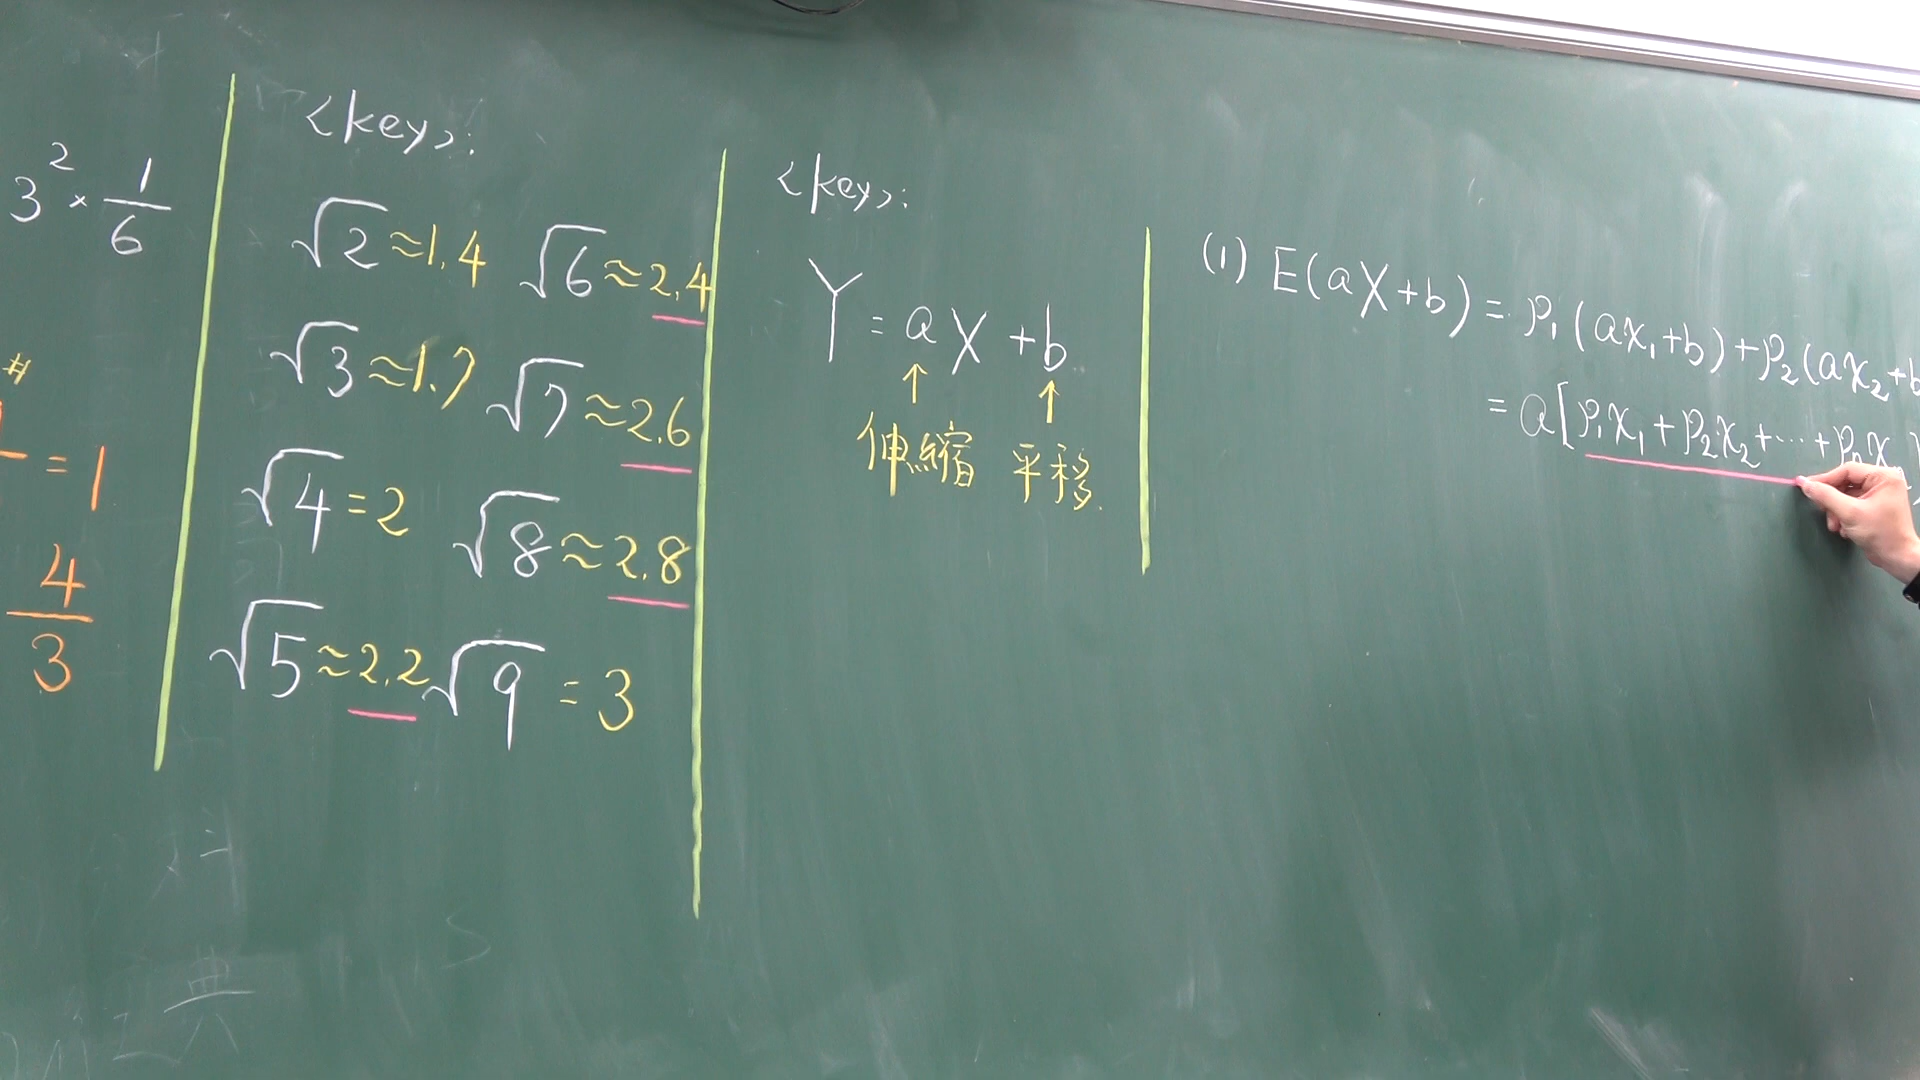 3² × 1/6
#
= 1
4/3
<key>:
√2 ≈1.4 √6 ≈2.4
√3 ≈1.7 √7 ≈2.6
√4 =2 √8 ≈2.8
√5 ≈2.2 √9 =3
<key>:
Y = aX + b
↑ ↑
伸縮 平移
(1) E(aX+b) = p₁(ax₁+b)+p₂(ax₂+b
= a[p₁x₁+p₂x₂+⋯+pₙxₙ]